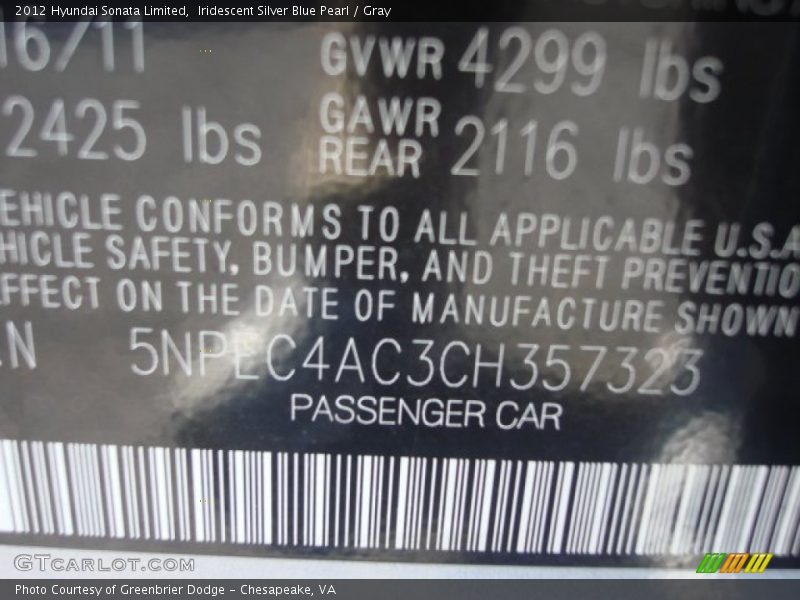 2012 Hyundai Sonata Limited, Iridescent Silver Blue Pearl / Gray
16/11 GVWR 4299 lbs
2425 lbs GAWR REAR 2116 lbs
EHICLE CONFORMS TO ALL APPLICABLE U.S.A
HICLE SAFETY, BUMPER, AND THEFT PREVENTIO
EFFECT ON THE DATE OF MANUFACTURE SHOWN
.N 5NPEC4AC3CH357323
PASSENGER CAR
GTCARLOT.COM
Photo Courtesy of Greenbrier Dodge - Chesapeake, VA